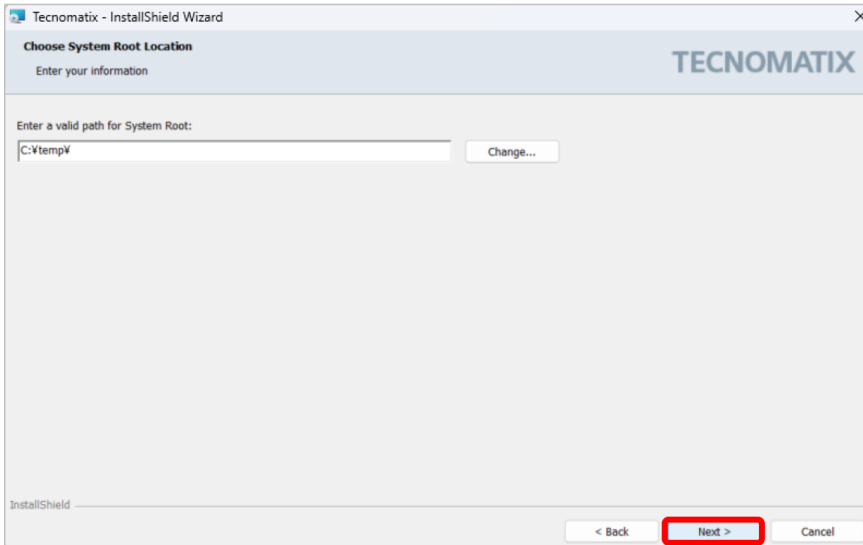 Tecnomatix - InstallShield Wizard
Choose System Root Location
Enter your information
TECNOMATIX
Enter a valid path for System Root:
C:¥temp¥
Change...
InstallShield
< Back
Next >
Cancel